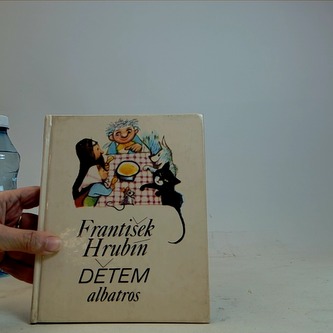 František
Hrubín
DĚTEM
albatros